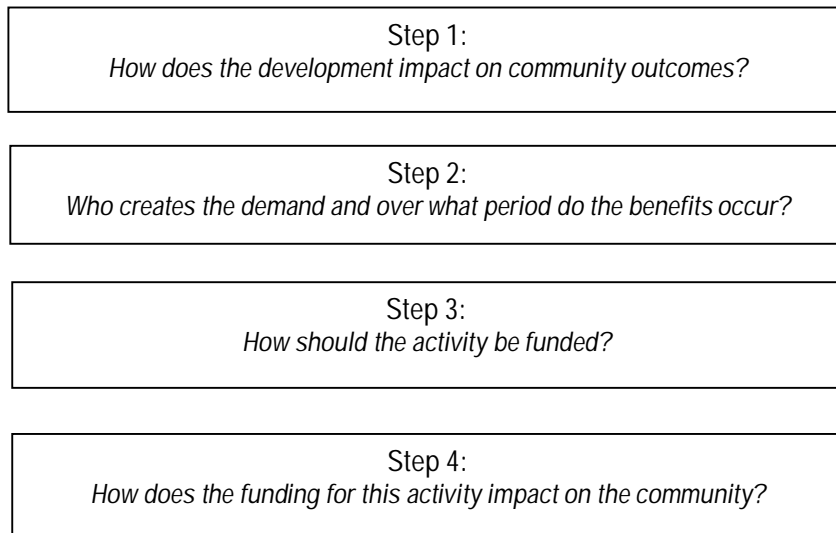 Step 1:
How does the development impact on community outcomes?
Step 2:
Who creates the demand and over what period do the benefits occur?
Step 3:
How should the activity be funded?
Step 4:
How does the funding for this activity impact on the community?